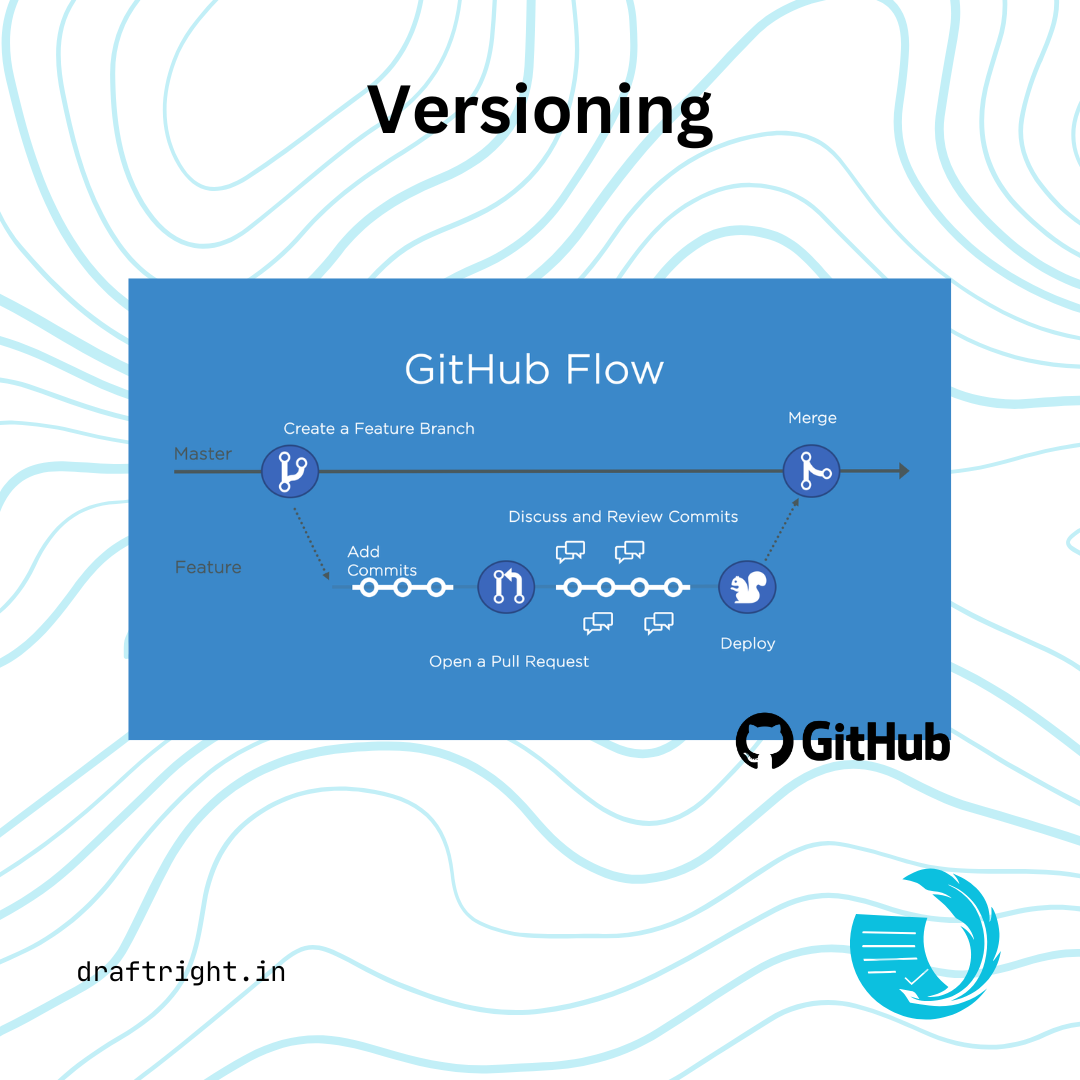 Versioning
GitHub Flow
Create a Feature Branch
Merge
Master
Discuss and Review Commits
Add
Commits
Feature
Open a Pull Request
Deploy
GitHub
draftright.in